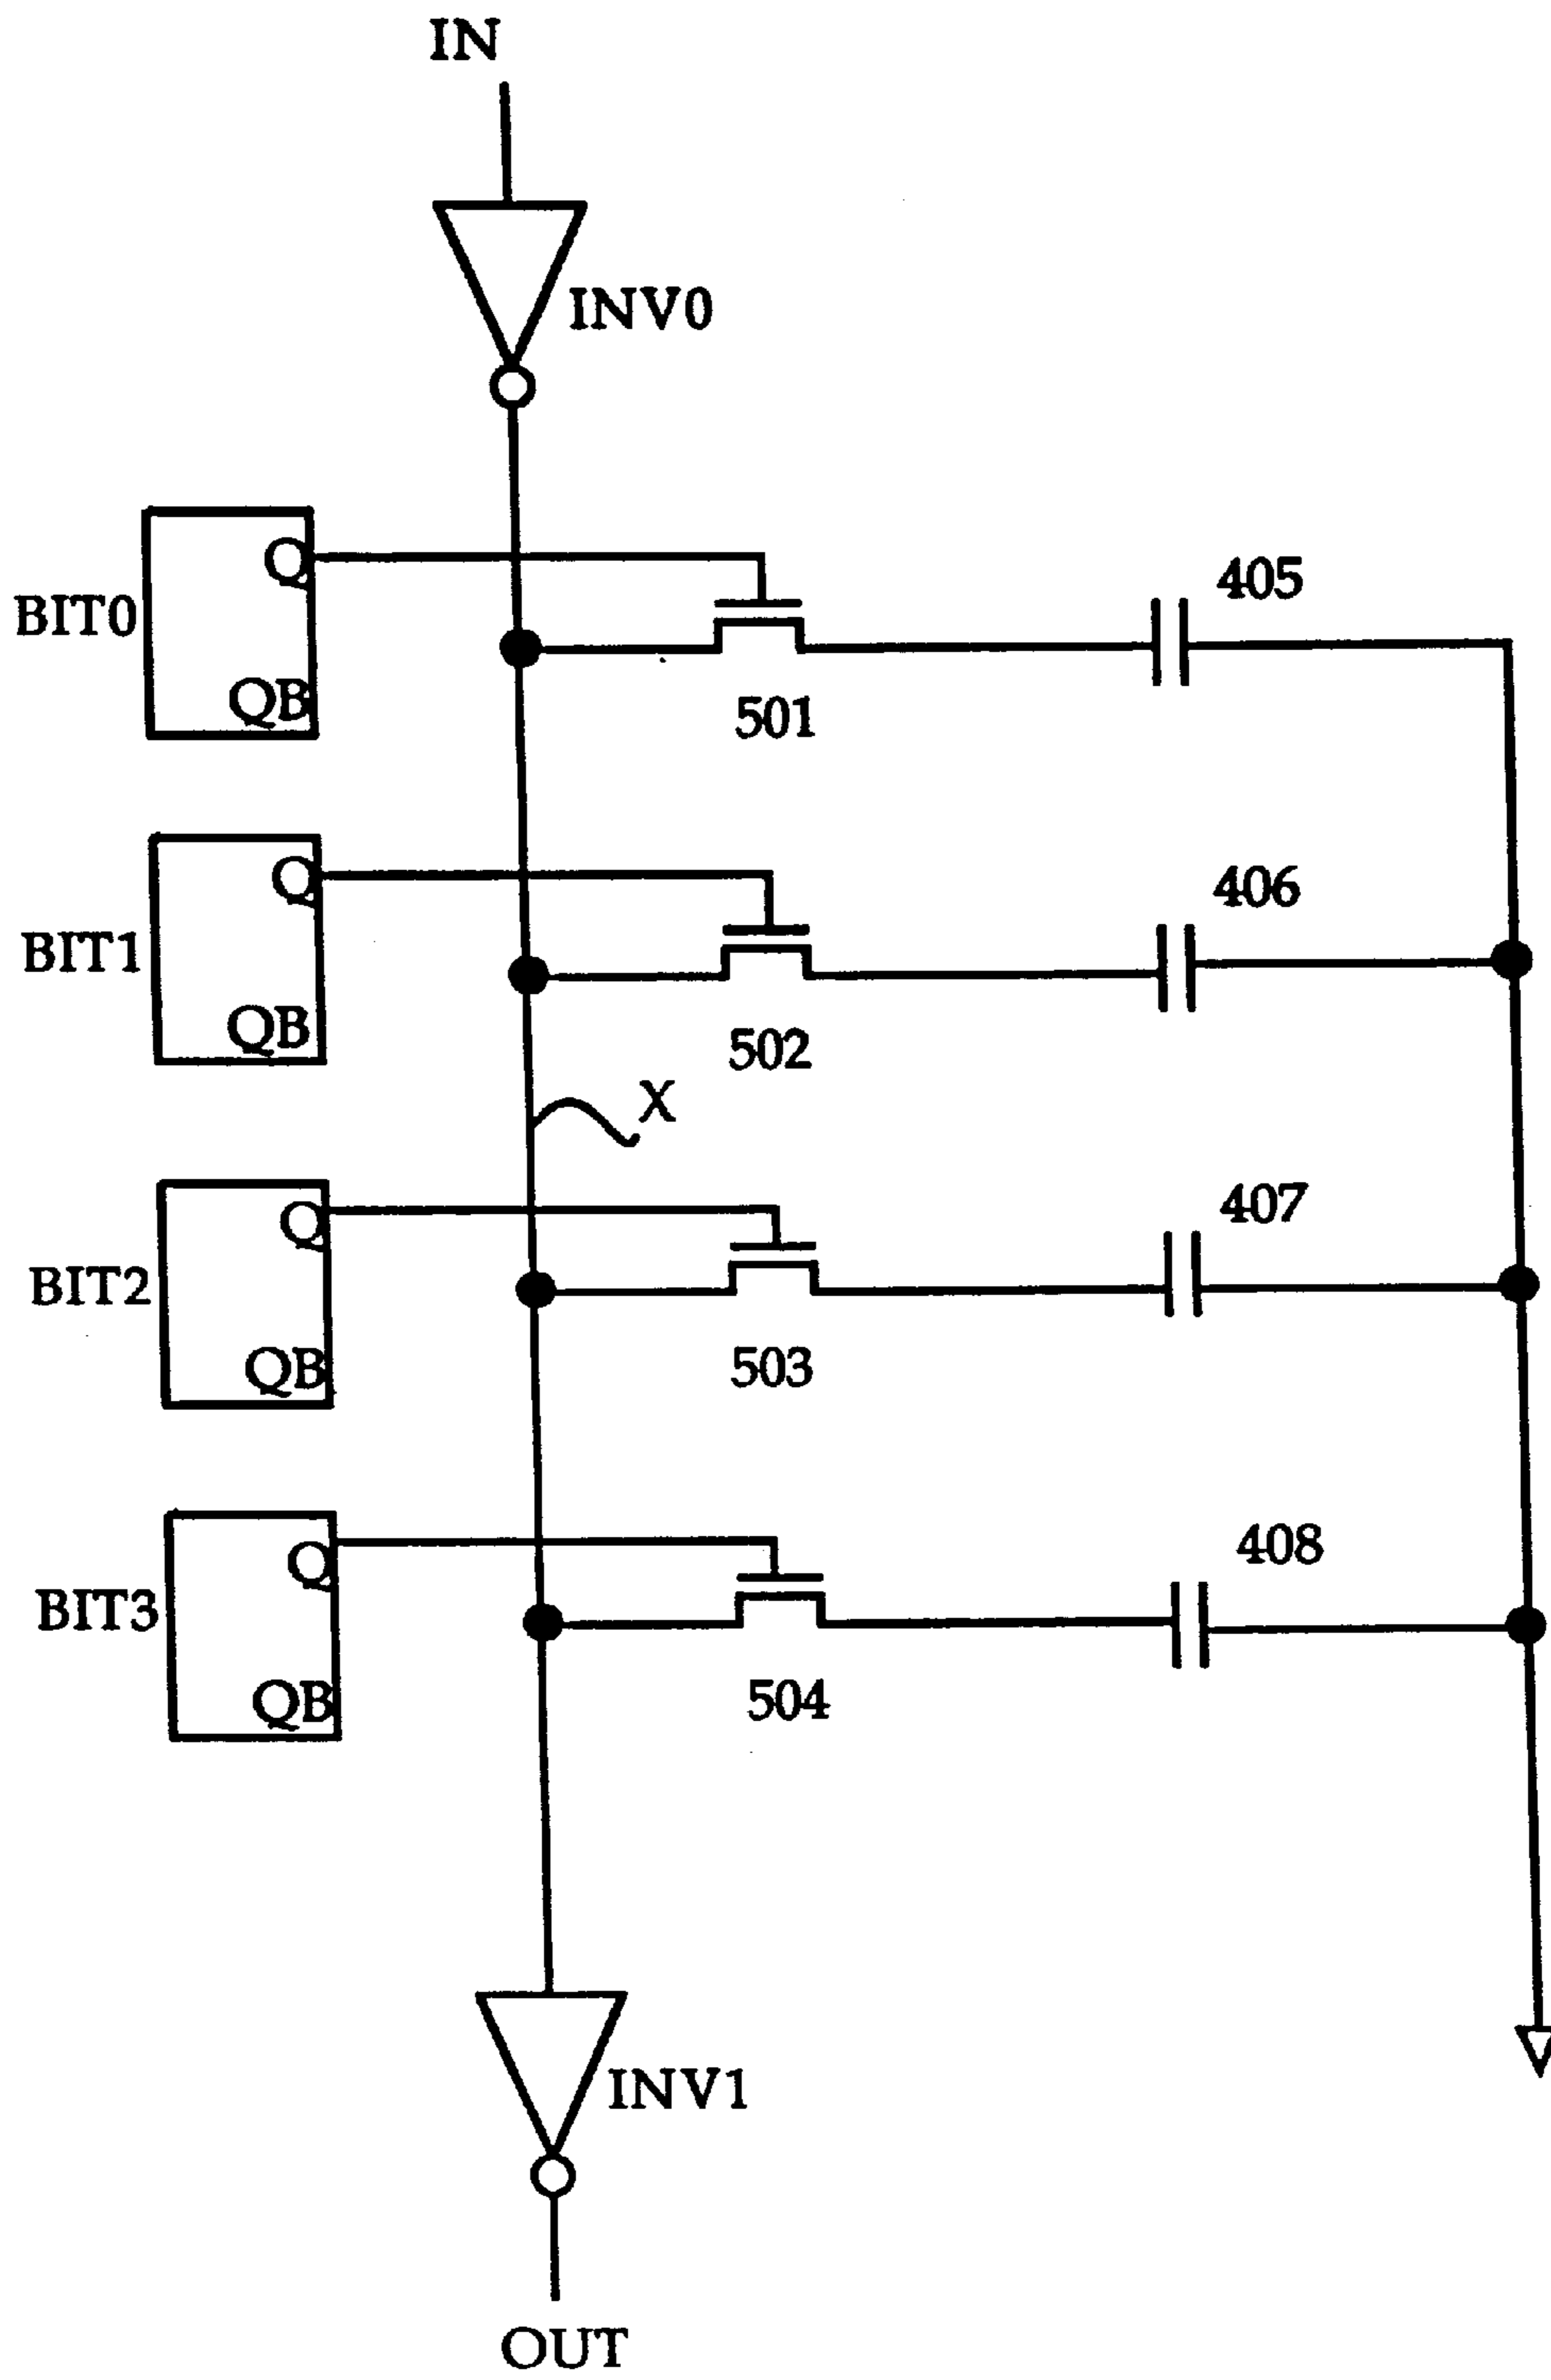 IN
INV0
Q
405
BIT0
QB
501
Q
406
BIT1
QB
502
X
Q
407
BIT2
QB
503
Q
408
BIT3
QB
504
INV1
OUT